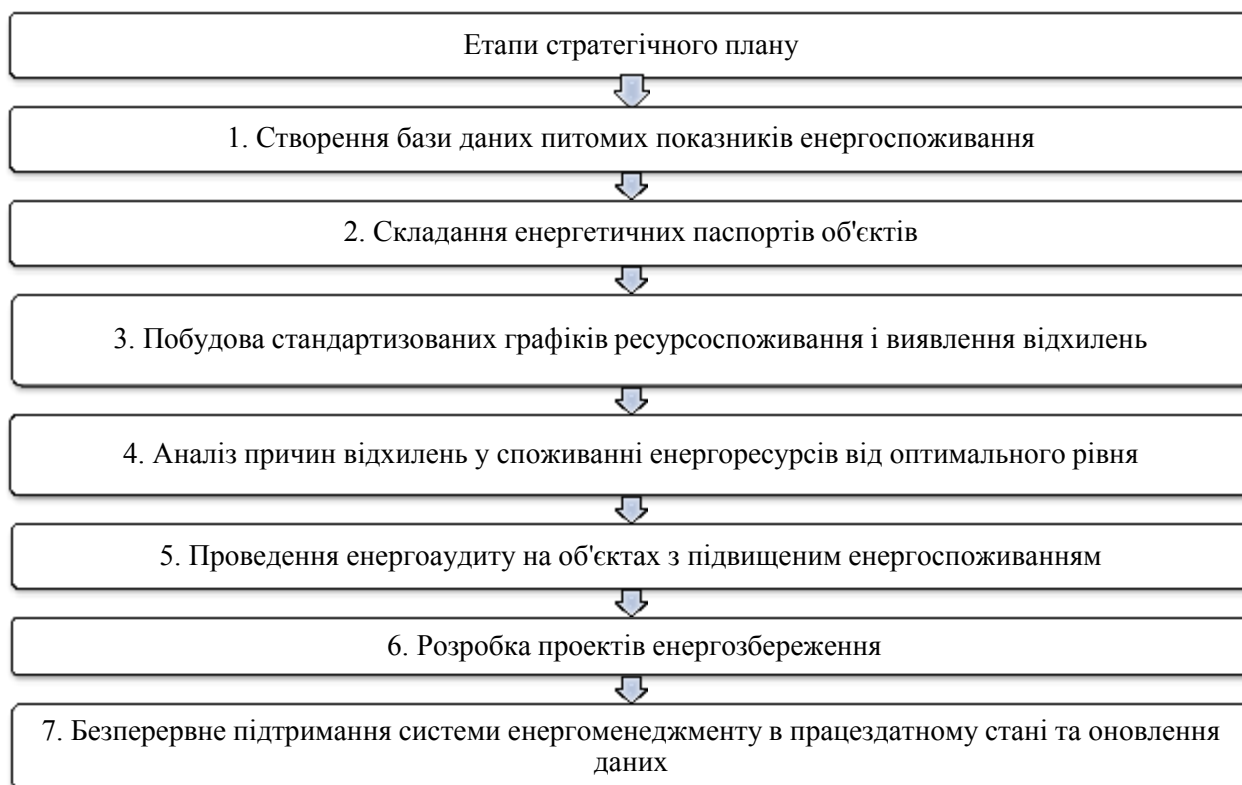 Етапи стратегічного плану
1. Створення бази даних питомих показників енергоспоживання
2. Складання енергетичних паспортів об'єктів
3. Побудова стандартизованих графіків ресурсоспоживання і виявлення відхилень
4. Аналіз причин відхилень у споживанні енергоресурсів від оптимального рівня
5. Проведення енергоаудиту на об'єктах з підвищеним енергоспоживанням
6. Розробка проектів енергозбереження
7. Безперервне підтримання системи енергоменеджменту в працездатному стані та оновлення
даних